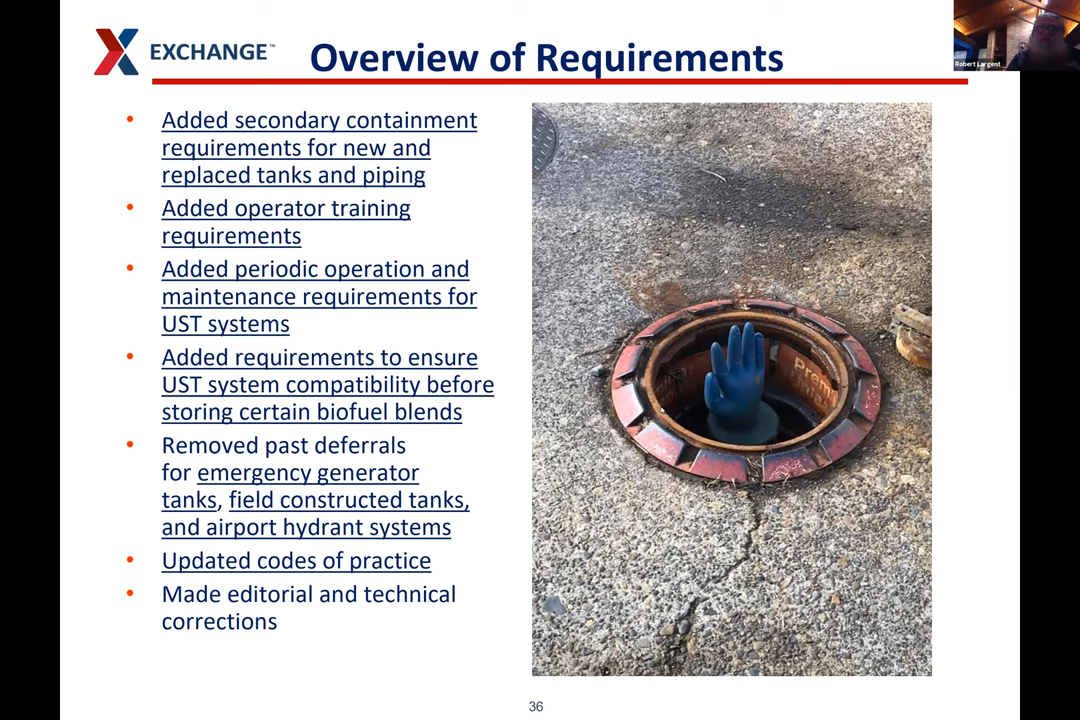 EXCHANGE™
Overview of Requirements
Robert Largent
• Added secondary containment
requirements for new and
replaced tanks and piping
• Added operator training
requirements
• Added periodic operation and
maintenance requirements for
UST systems
• Added requirements to ensure
UST system compatibility before
storing certain biofuel blends
• Removed past deferrals
for emergency generator
tanks, field constructed tanks,
and airport hydrant systems
• Updated codes of practice
• Made editorial and technical
corrections
36